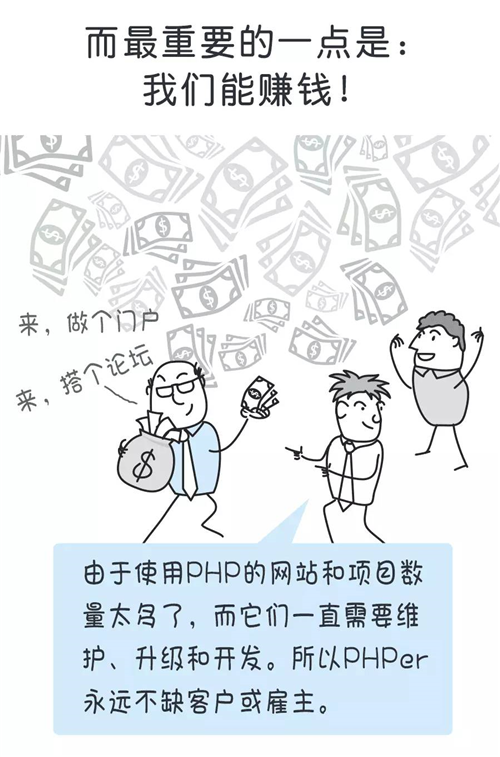 而最重要的一点是：
我们能赚钱！
来，做个门户
来，搭个论坛
由于使用PHP的网站和项目数
量太多了，而它们一直需要维
护、升级和开发。所以PHPer
永远不缺客户或雇主。